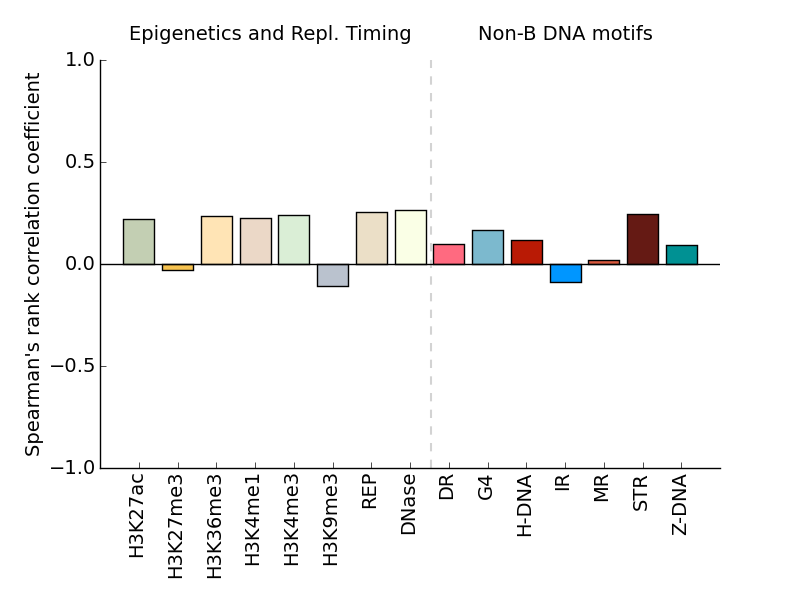 Epigenetics and Repl. Timing
Non-B DNA motifs
Spearman's rank correlation coefficient
1.0
0.5
0.0
−0.5
−1.0
H3K27ac
H3K27me3
H3K36me3
H3K4me1
H3K4me3
H3K9me3
REP
DNase
DR
G4
H-DNA
IR
MR
STR
Z-DNA